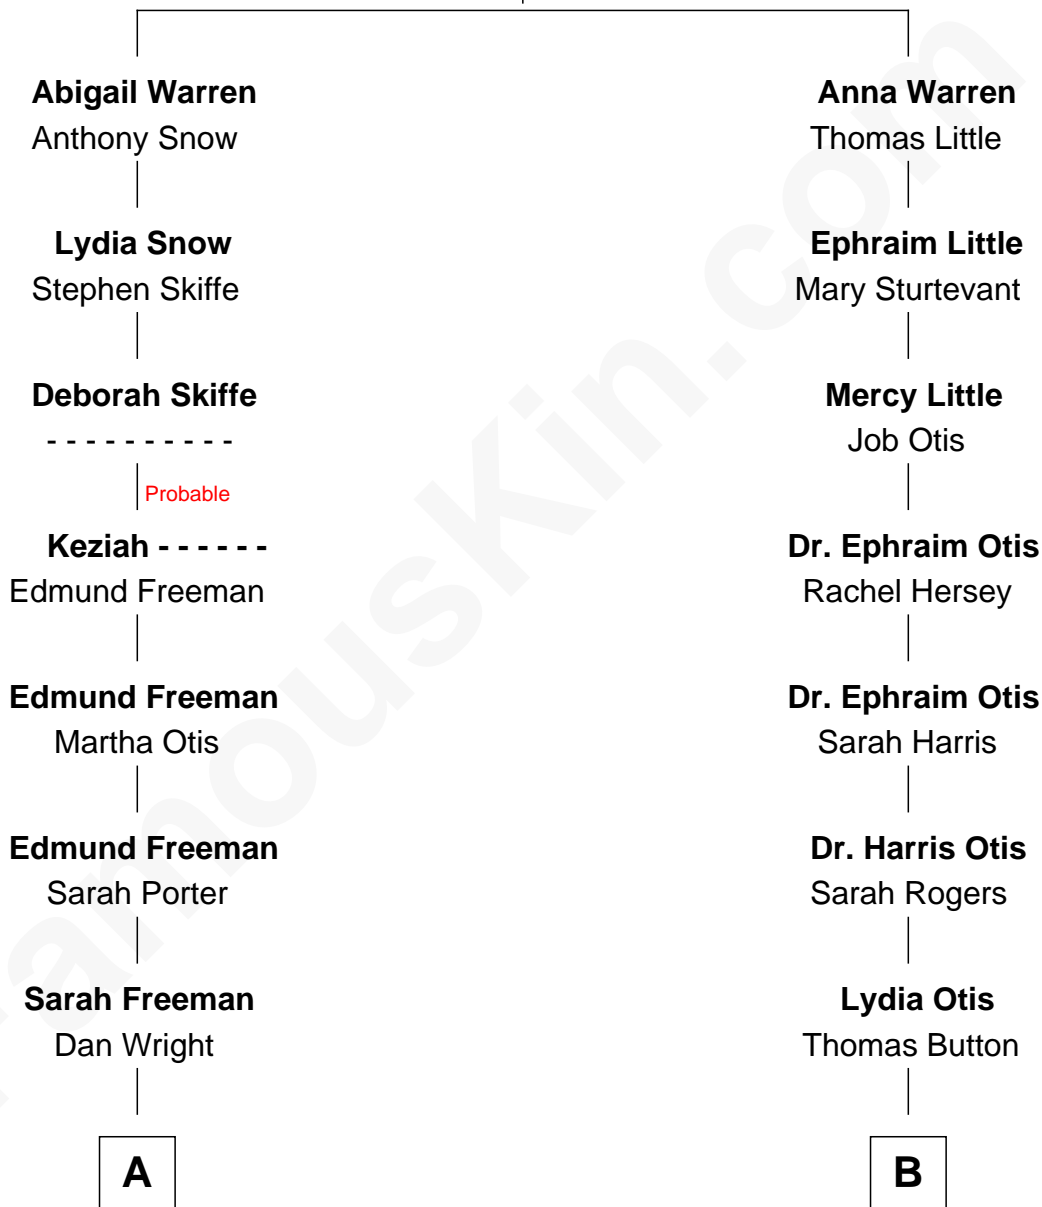 Abigail Warren
Anthony Snow
Lydia Snow
Stephen Skiffe
Deborah Skiffe
- - - - - - - - - -
Probable
Keziah - - - - - -
Edmund Freeman
Edmund Freeman
Martha Otis
Edmund Freeman
Sarah Porter
Sarah Freeman
Dan Wright
A
Anna Warren
Thomas Little
Ephraim Little
Mary Sturtevant
Mercy Little
Job Otis
Dr. Ephraim Otis
Rachel Hersey
Dr. Ephraim Otis
Sarah Harris
Dr. Harris Otis
Sarah Rogers
Lydia Otis
Thomas Button
B
FamousKin.com